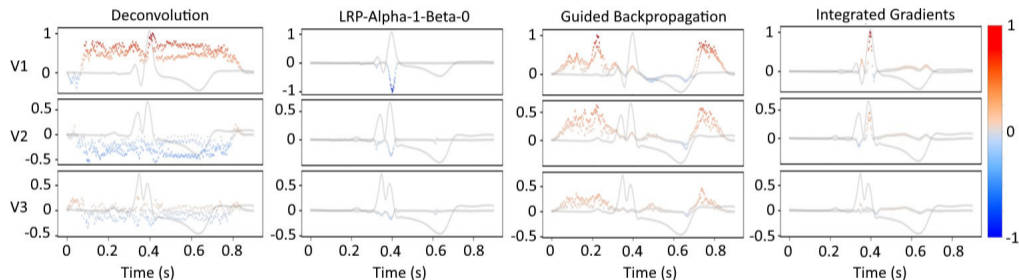 Deconvolution LRP-Alpha-1-Beta-0 Guided Backpropagation Integrated Gradients
V1 1 0 0 -1 1 0 1 0 1
V2 0.5 0 -0.5 0.5 0 0.5 0 -0.5 0.5 0 0
V3 0.5 0 -0.5 0.5 0 0.5 0 -0.5 0.5 0 -0.5 -1
0 0.2 0.4 0.6 0.8 0 0.2 0.4 0.6 0.8 0 0.2 0.4 0.6 0.8 0 0.2 0.4 0.6 0.8
Time (s) Time (s) Time (s) Time (s)